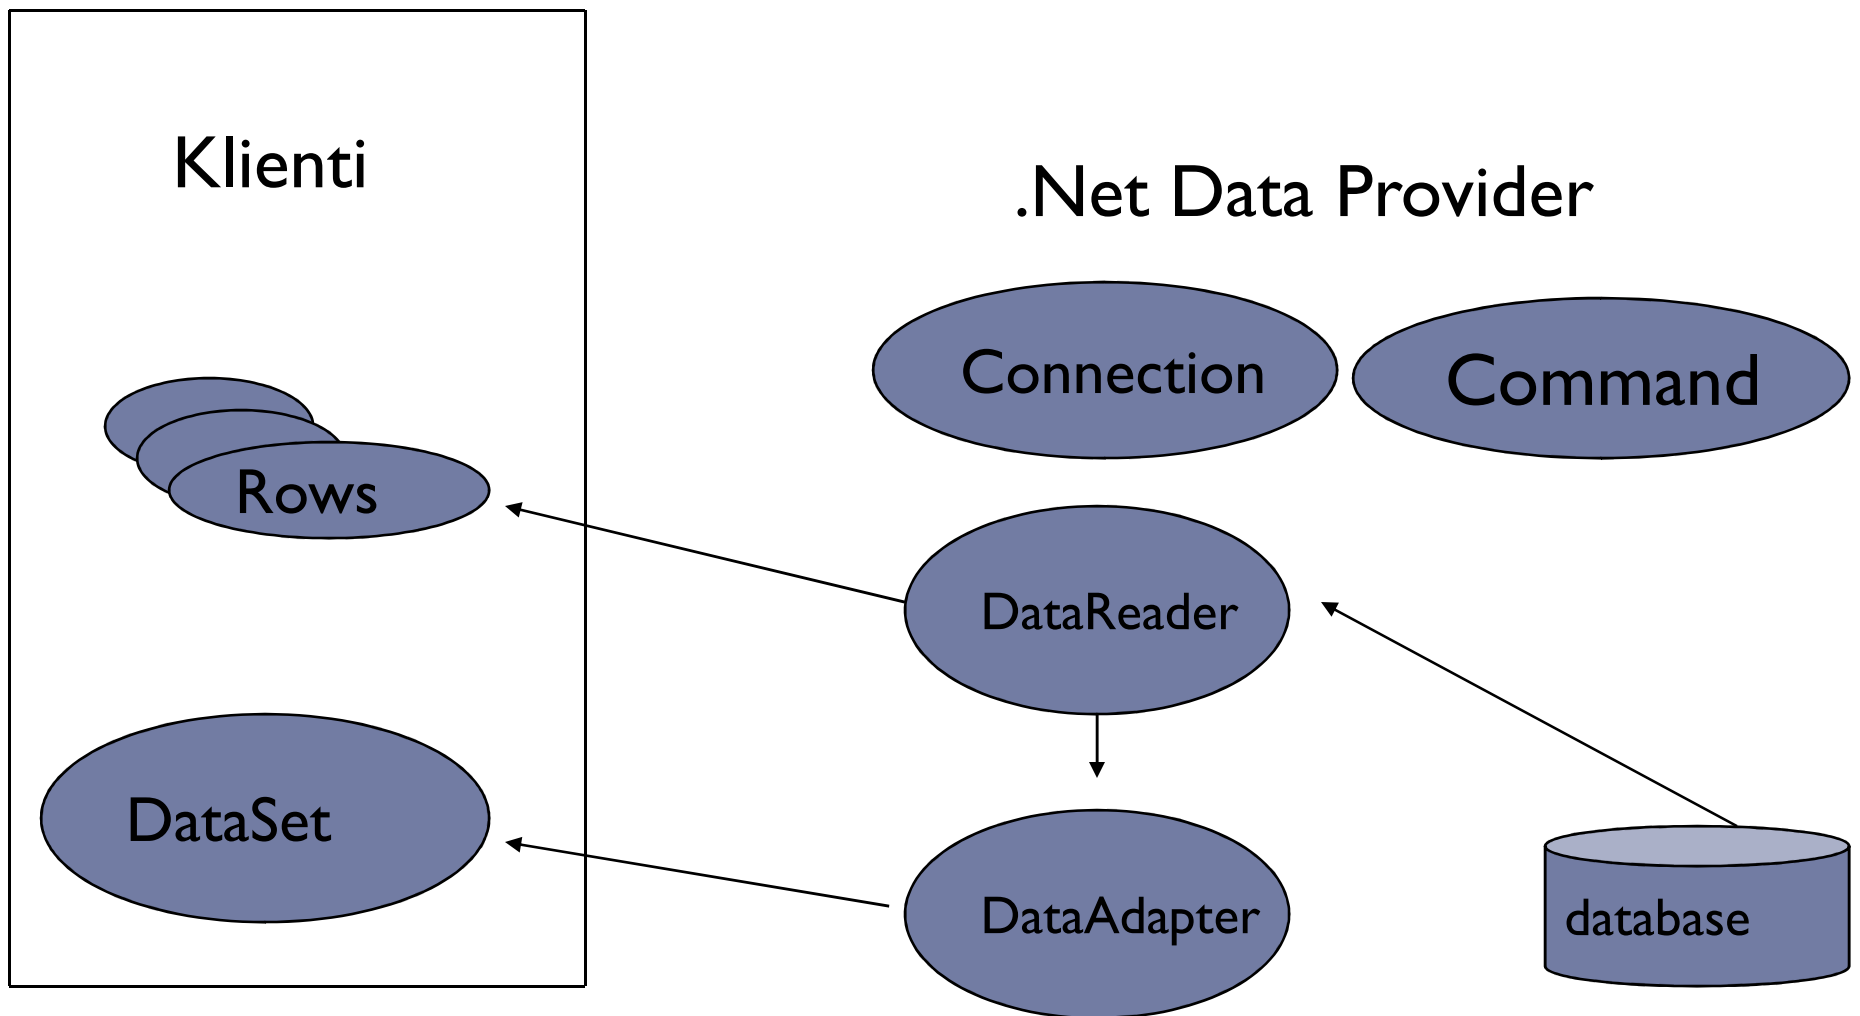 Klienti
.Net Data Provider
Connection
Command
Rows
DataReader
DataSet
DataAdapter
database